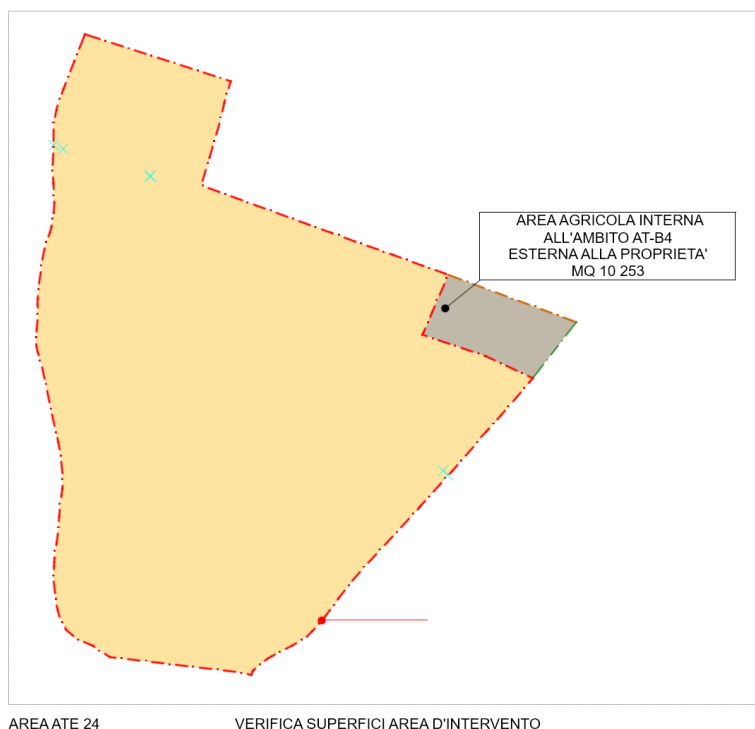 AREA AGRICOLA INTERNA
ALL'AMBITO AT-B4
ESTERNA ALLA PROPRIETA'
MQ 10 253
AREA ATE 24 VERIFICA SUPERFICI AREA D'INTERVENTO